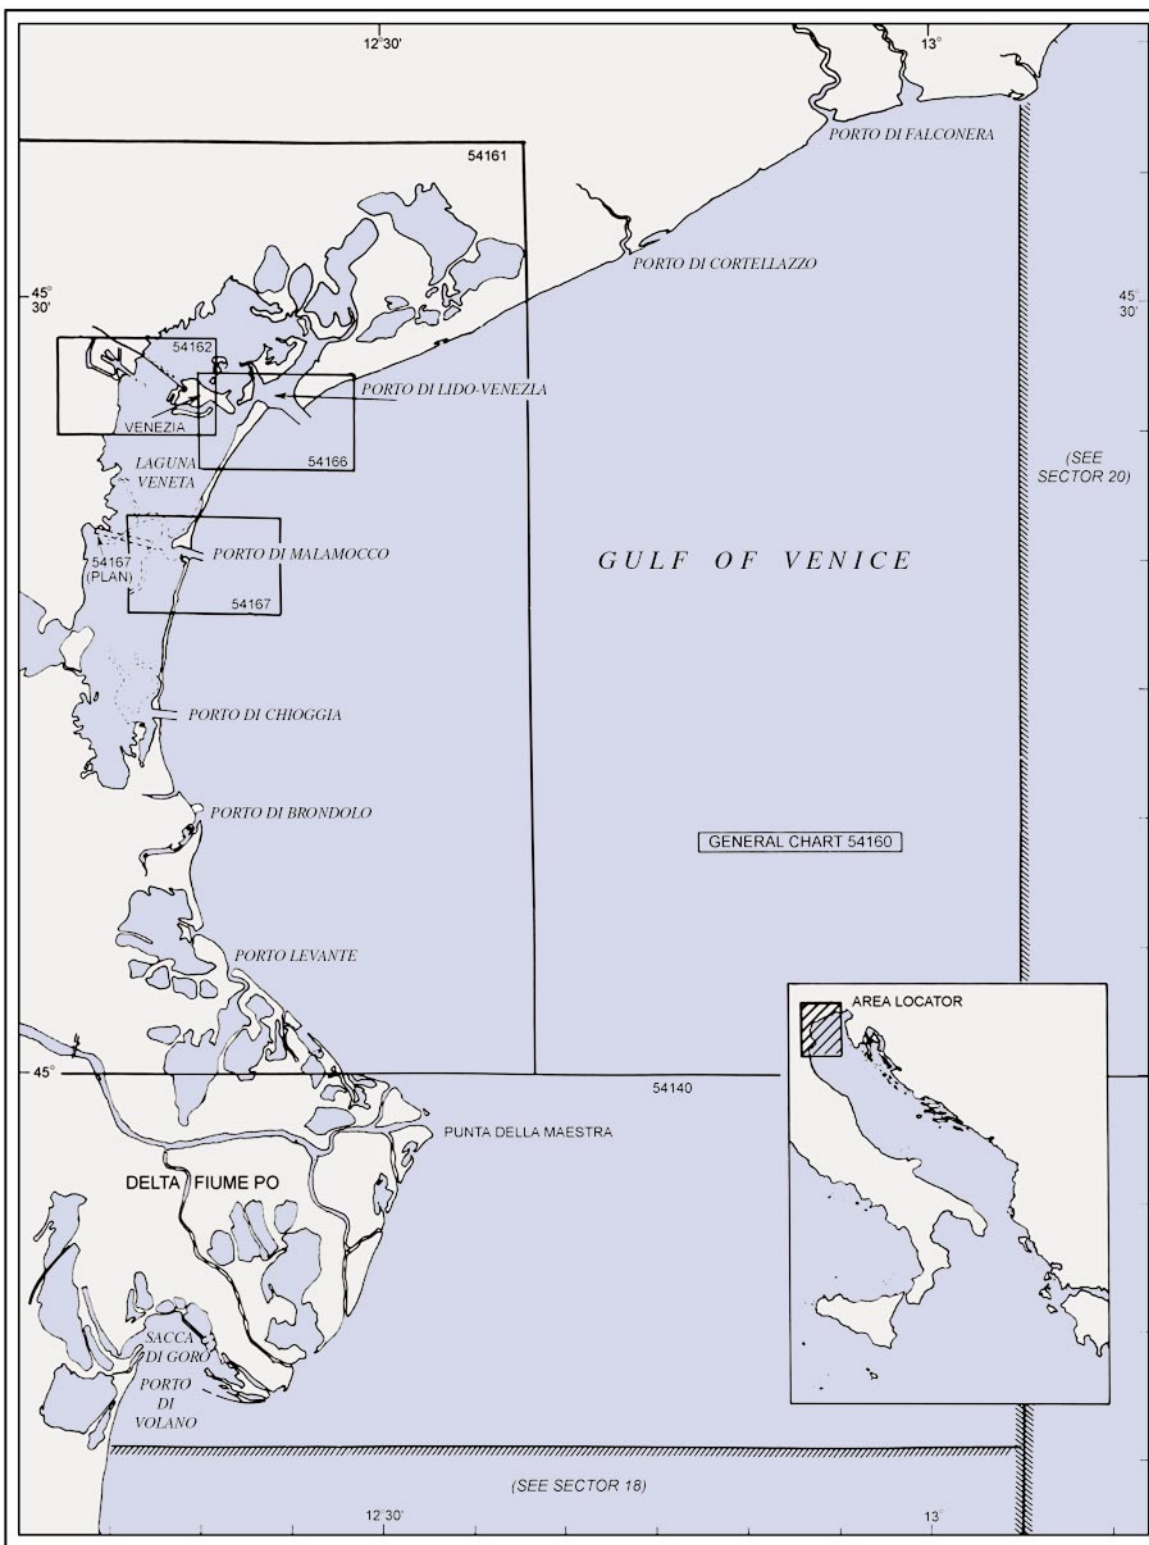 12°30'
13°
PORTO DI FALCONERA
54161
PORTO DI CORTELLAZZO
45°
30'
45°
30'
54162
PORTO DI LIDO-VENEZIA
VENEZIA
54166
LAGUNA
VENETA
(SEE
SECTOR 20)
PORTO DI MALAMOCCO
54167
(PLAN)
54167
GULF OF VENICE
PORTO DI CHIOGGIA
PORTO DI BRONDOLO
GENERAL CHART 54160
PORTO LEVANTE
AREA LOCATOR
45°
54140
PUNTA DELLA MAESTRA
DELTA FIUME PO
SACCA
DI GORO
PORTO
DI
VOLANO
(SEE SECTOR 18)
12°30'
13°